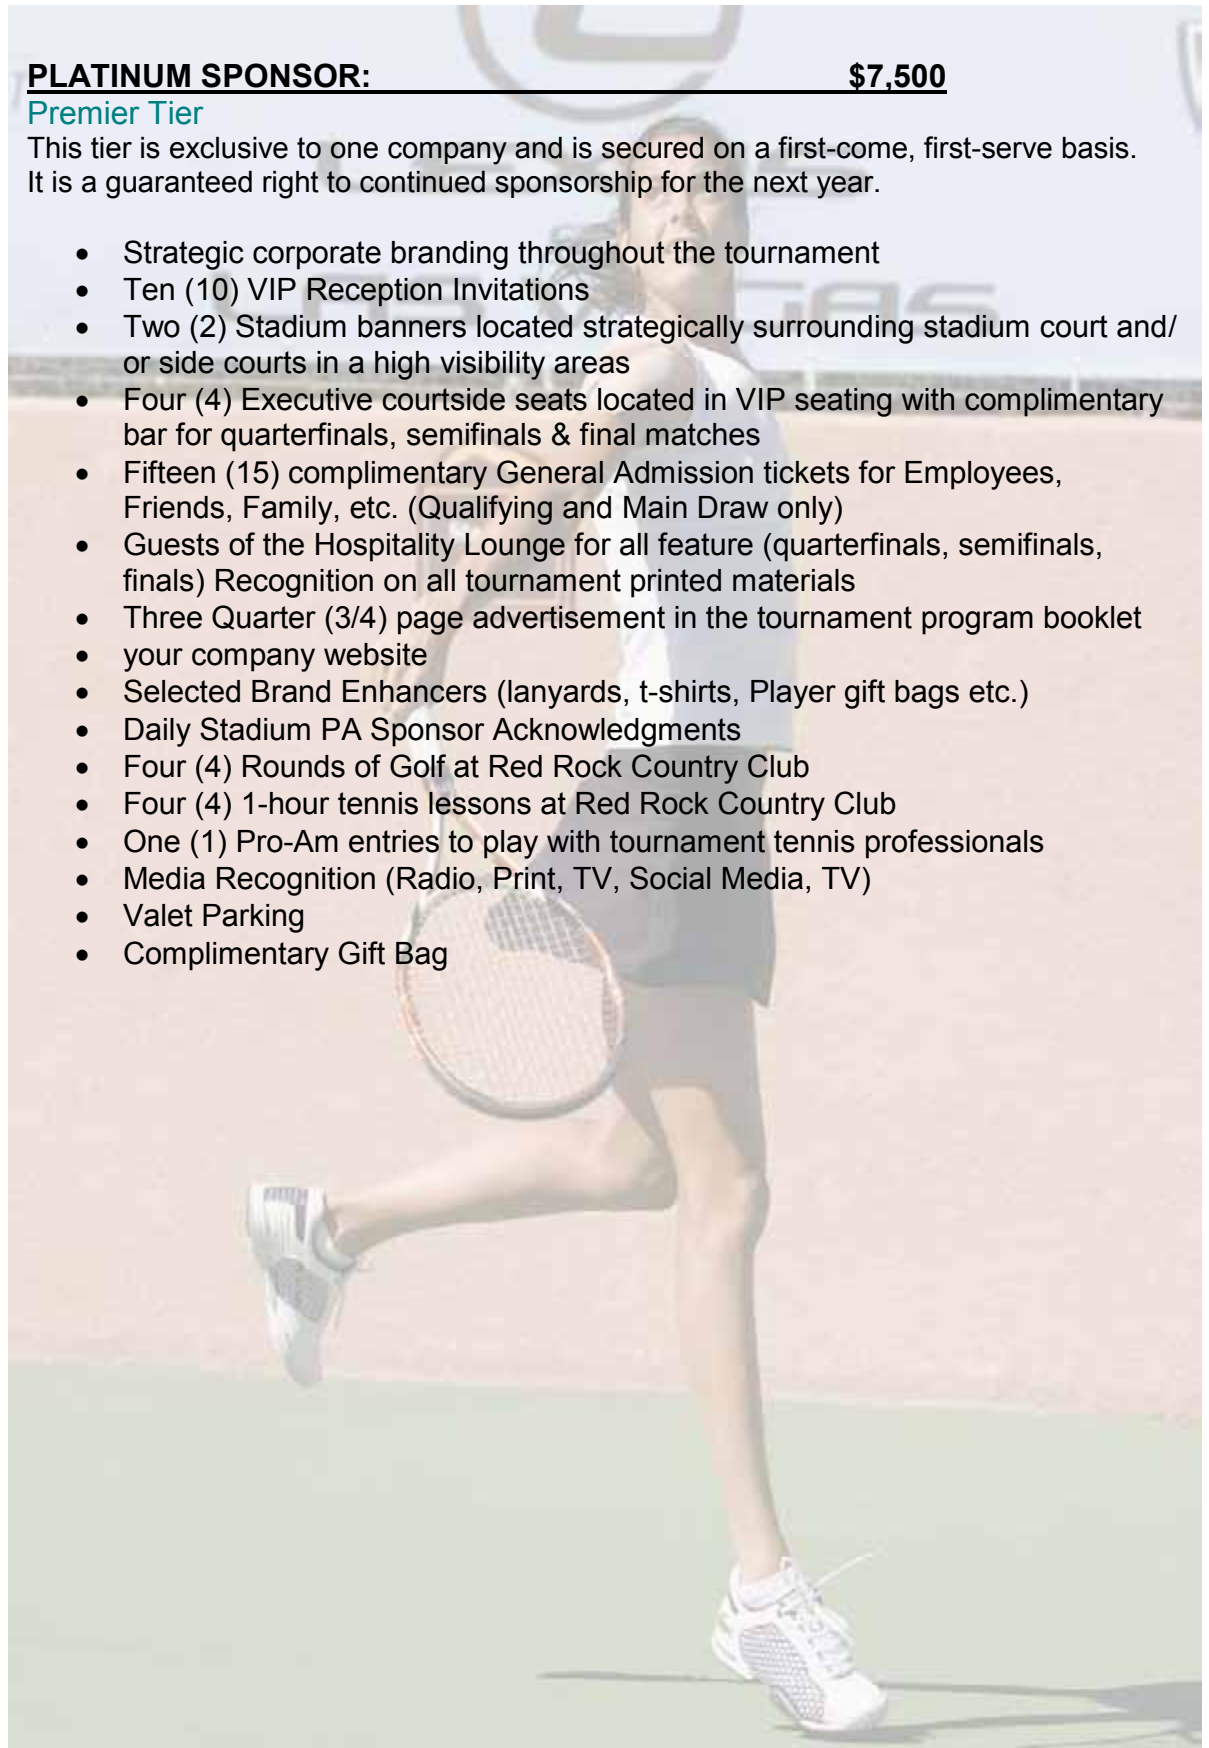 PLATINUM SPONSOR: $7,500
Premier Tier
This tier is exclusive to one company and is secured on a first-come, first-serve basis.
It is a guaranteed right to continued sponsorship for the next year.
• Strategic corporate branding throughout the tournament
• Ten (10) VIP Reception Invitations
• Two (2) Stadium banners located strategically surrounding stadium court and/
or side courts in a high visibility areas
• Four (4) Executive courtside seats located in VIP seating with complimentary
bar for quarterfinals, semifinals & final matches
• Fifteen (15) complimentary General Admission tickets for Employees,
Friends, Family, etc. (Qualifying and Main Draw only)
• Guests of the Hospitality Lounge for all feature (quarterfinals, semifinals,
finals) Recognition on all tournament printed materials
• Three Quarter (3/4) page advertisement in the tournament program booklet
• your company website
• Selected Brand Enhancers (lanyards, t-shirts, Player gift bags etc.)
• Daily Stadium PA Sponsor Acknowledgments
• Four (4) Rounds of Golf at Red Rock Country Club
• Four (4) 1-hour tennis lessons at Red Rock Country Club
• One (1) Pro-Am entries to play with tournament tennis professionals
• Media Recognition (Radio, Print, TV, Social Media, TV)
• Valet Parking
• Complimentary Gift Bag
LEXUS
OF
LAS VEGAS